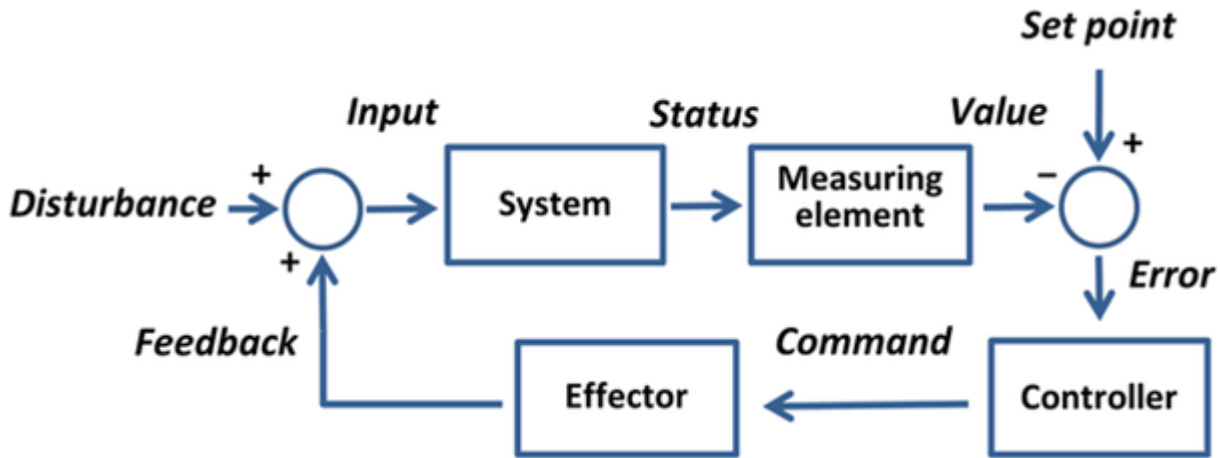 Set point
Input
Status
Value
+
+
–
Disturbance
System
Measuring
element
+
Error
Feedback
Command
Effector
Controller